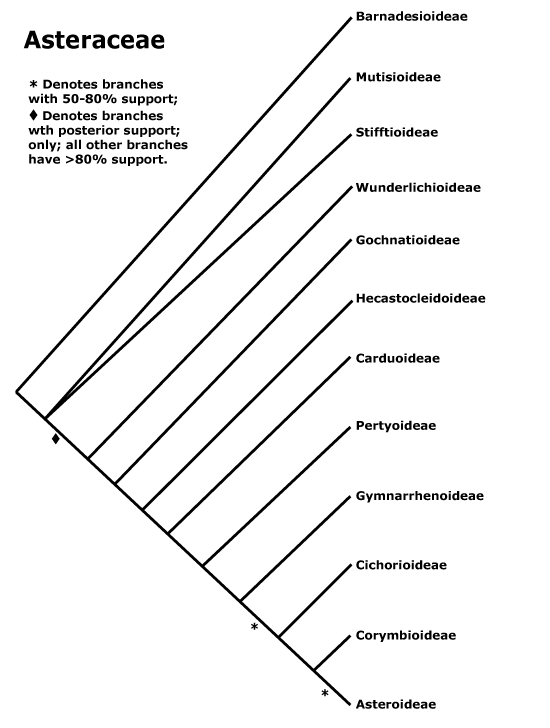 Asteraceae
* Denotes branches
with 50-80% support;
♦ Denotes branches
wth posterior support;
only; all other branches
have >80% support.
Barnadesioideae
Mutisioideae
Stifftioideae
Wunderlichioideae
Gochnatioideae
Hecastocleidoideae
Carduoideae
Pertyoideae
Gymnarrhenoideae
Cichorioideae
Corymbioideae
Asteroideae
♦
*
*